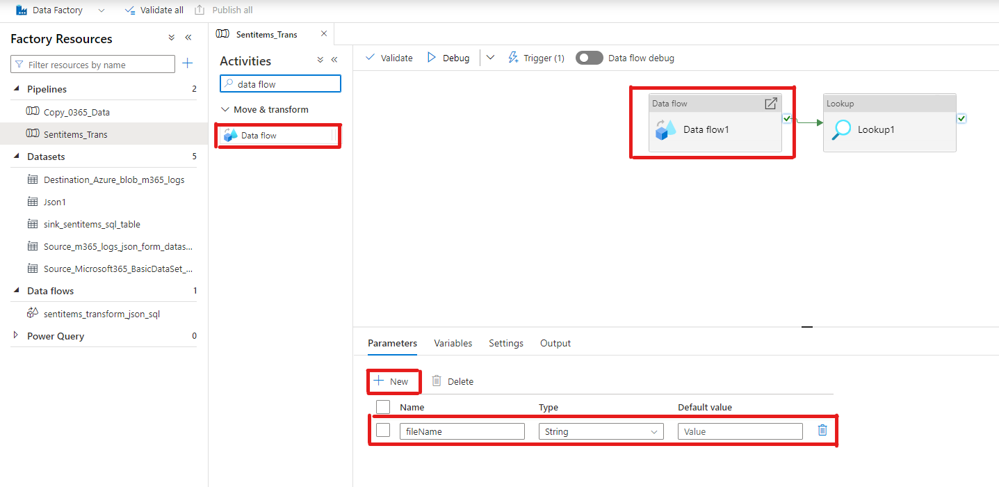 Data Factory
Validate all
Publish all
Factory Resources
Filter resources by name
Pipelines 2
Copy_0365_Data
Sentitems_Trans
Datasets 5
Destination_Azure_blob_m365_logs
Json1
sink_sentitems_sql_table
Source_m365_logs_json_form_datas...
Source_Microsoft365_BasicDataSet_...
Data flows 1
sentitems_transform_json_sql
Power Query 0
Sentitems_Trans
Activities
data flow
Move & transform
Data flow
Validate Debug Trigger (1) Data flow debug
Data flow
Data flow1
Lookup
Lookup1
Parameters Variables Settings Output
New Delete
Name Type Default value
fileName String Value